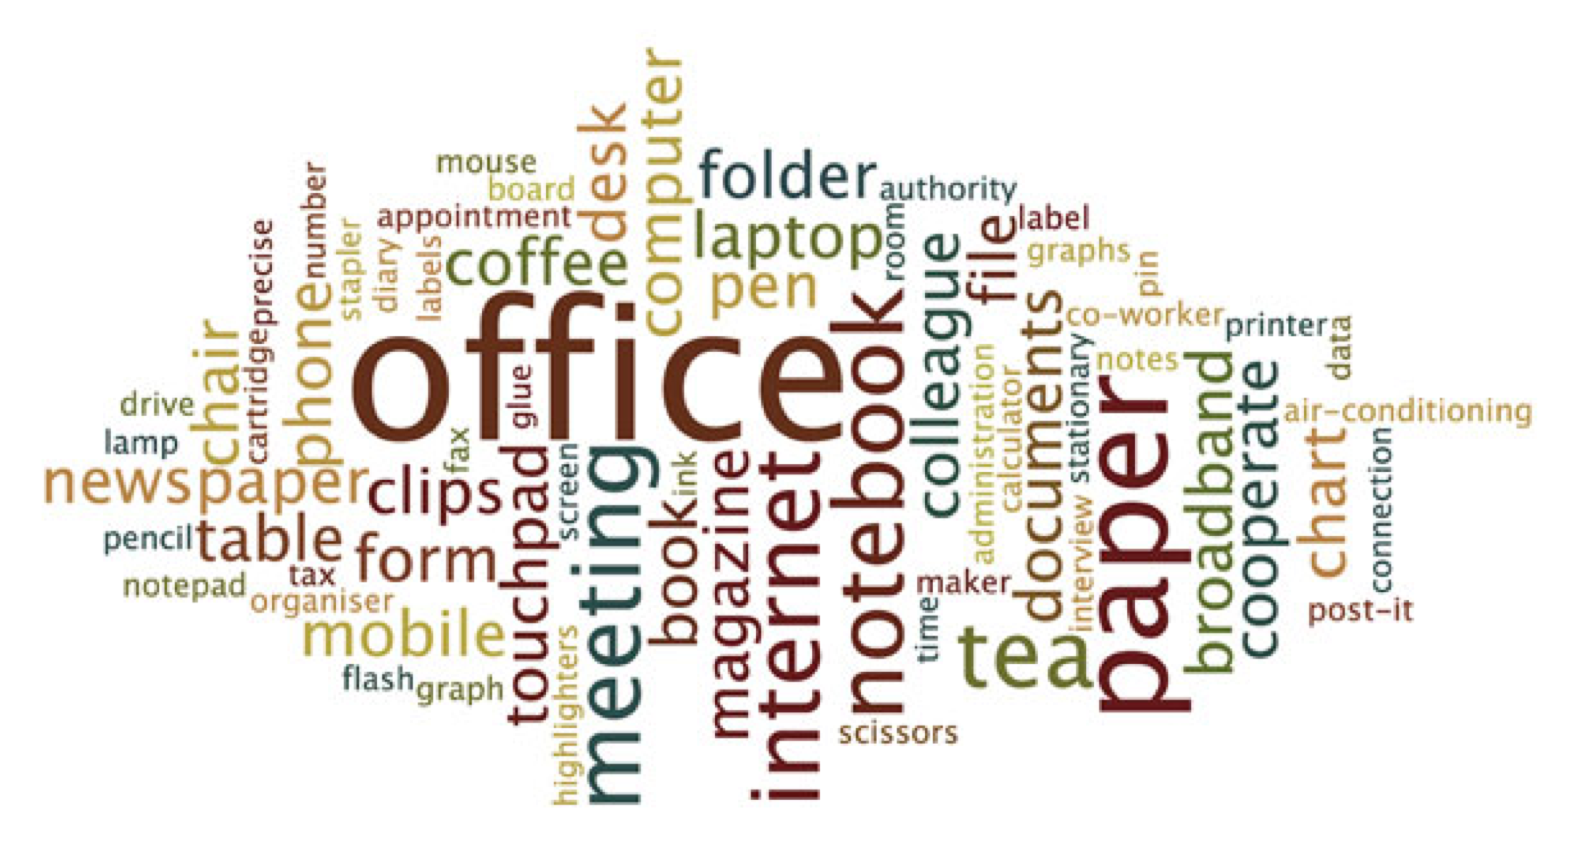 computer
desk
mouse
folder
board
authority
appointment
number
label
laptop
room
file
precise
stapler
diary
labels
coffee
colleague
graphs
pin
pen
phone
office
notebook
documents
co-worker
printer
data
chair
cartridge
glue
administration
calculator
stationary
notes
paper
broadband
cooperate
drive
air-conditioning
lamp
fax
newspaper
clips
touchpad
screen
meeting
ink
book
magazine
internet
interview
chart
connection
pencil
table
form
tax
notepad
organiser
maker
time
post-it
mobile
tea
flash
graph
highlighters
scissors